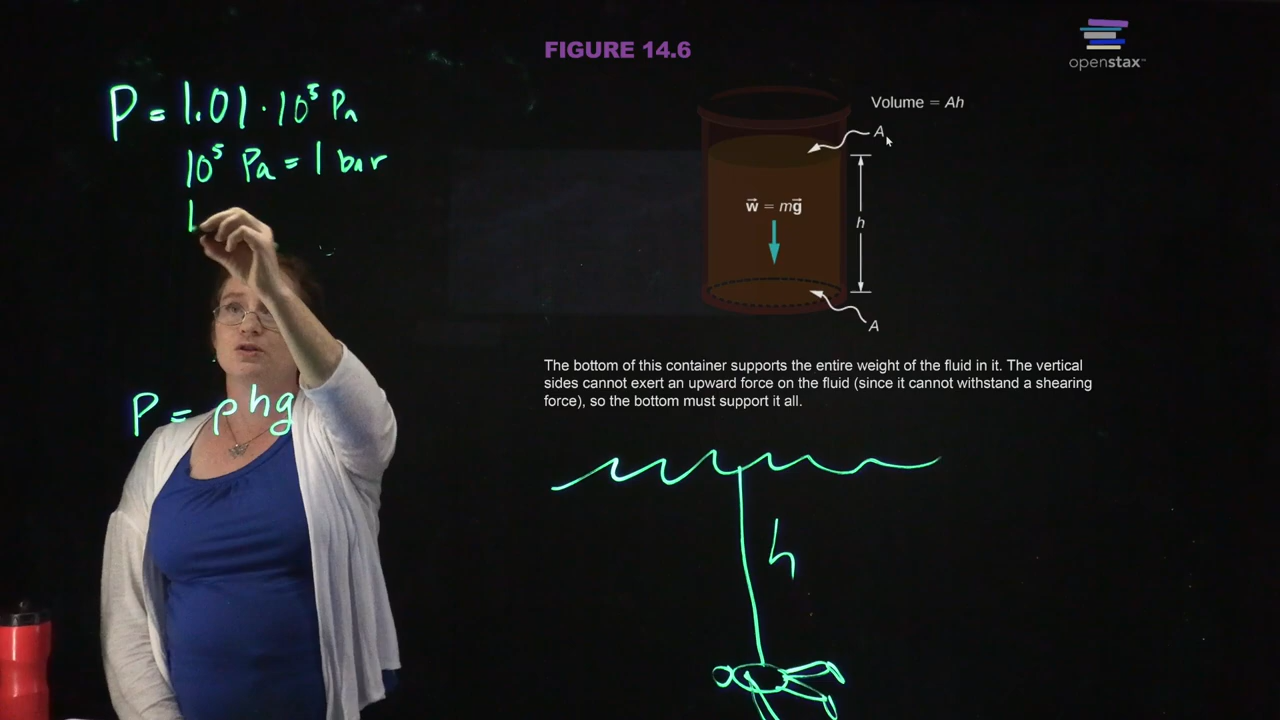 FIGURE 14.6
openstax™
P = 1.01 · 10⁵ Pa
10⁵ Pa = 1 bar
1
P = ρhg
Volume = Ah
A
w⃗ = mg⃗
h
A
The bottom of this container supports the entire weight of the fluid in it. The vertical
sides cannot exert an upward force on the fluid (since it cannot withstand a shearing
force), so the bottom must support it all.
h